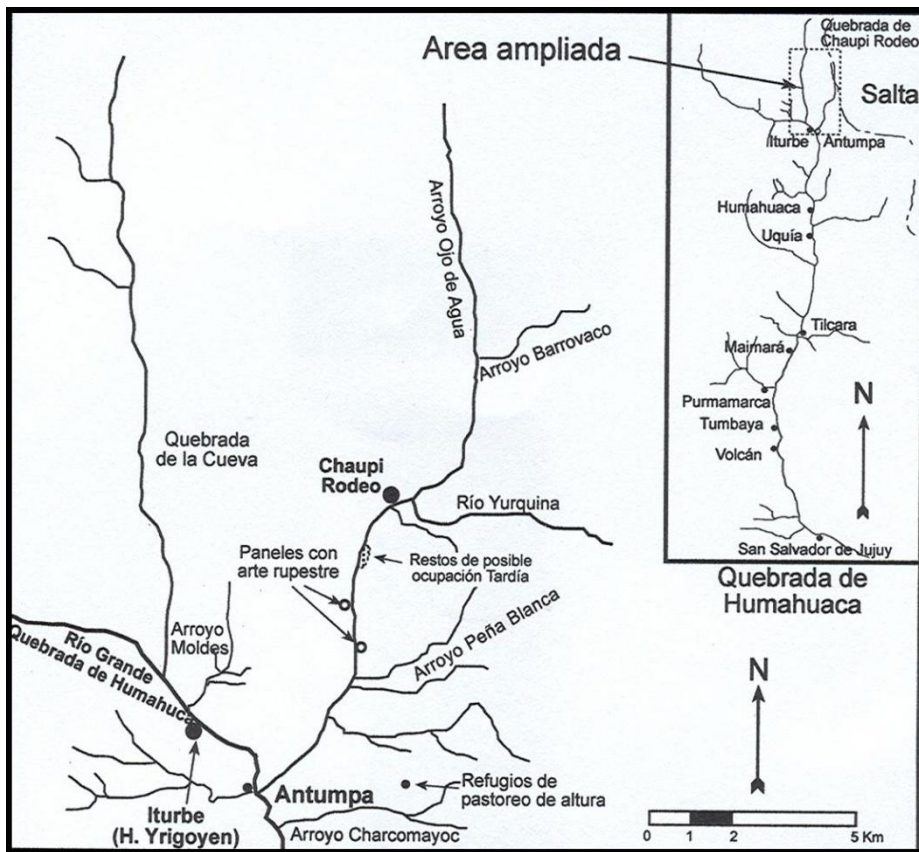 Area ampliada
Quebrada de
Chaupi Rodeo
Salta
Iturbe
Antumpa
Humahuaca
Uquía
Tilcara
Maimará
Purmamarca
N
Tumbaya
Volcán
San Salvador de Jujuy
Quebrada de
Humahuaca
Arroyo Ojo de Agua
Arroyo Barrovaco
Quebrada
de la Cueva
Chaupi
Rodeo
Río Yurquina
Paneles con
arte rupestre
Restos de posible
ocupación Tardía
Arroyo
Moldes
Arroyo Peña Blanca
Río Grande
Quebrada de Humahuca
N
Iturbe
(H. Yrigoyen)
Antumpa
Refugios de
pastoreo de altura
Arroyo Charcomayoc
0 1 2 5 Km